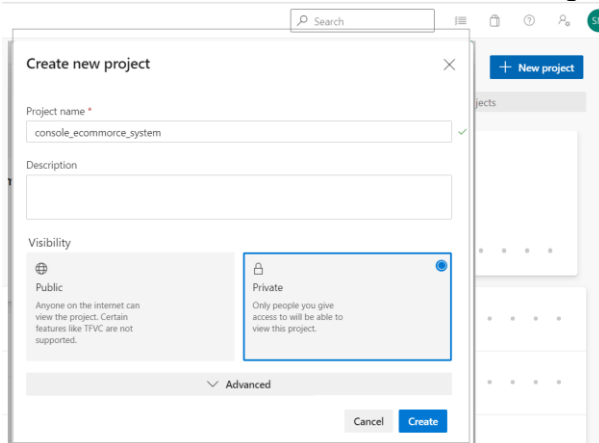 Search
Create new project
+ New project
Project name *
jects
console_ecommorce_system
Description
Visibility
Public
Anyone on the internet can
view the project. Certain
features like TFVC are not
supported.
Private
Only people you give
access to will be able to
view this project.
Advanced
Cancel
Create